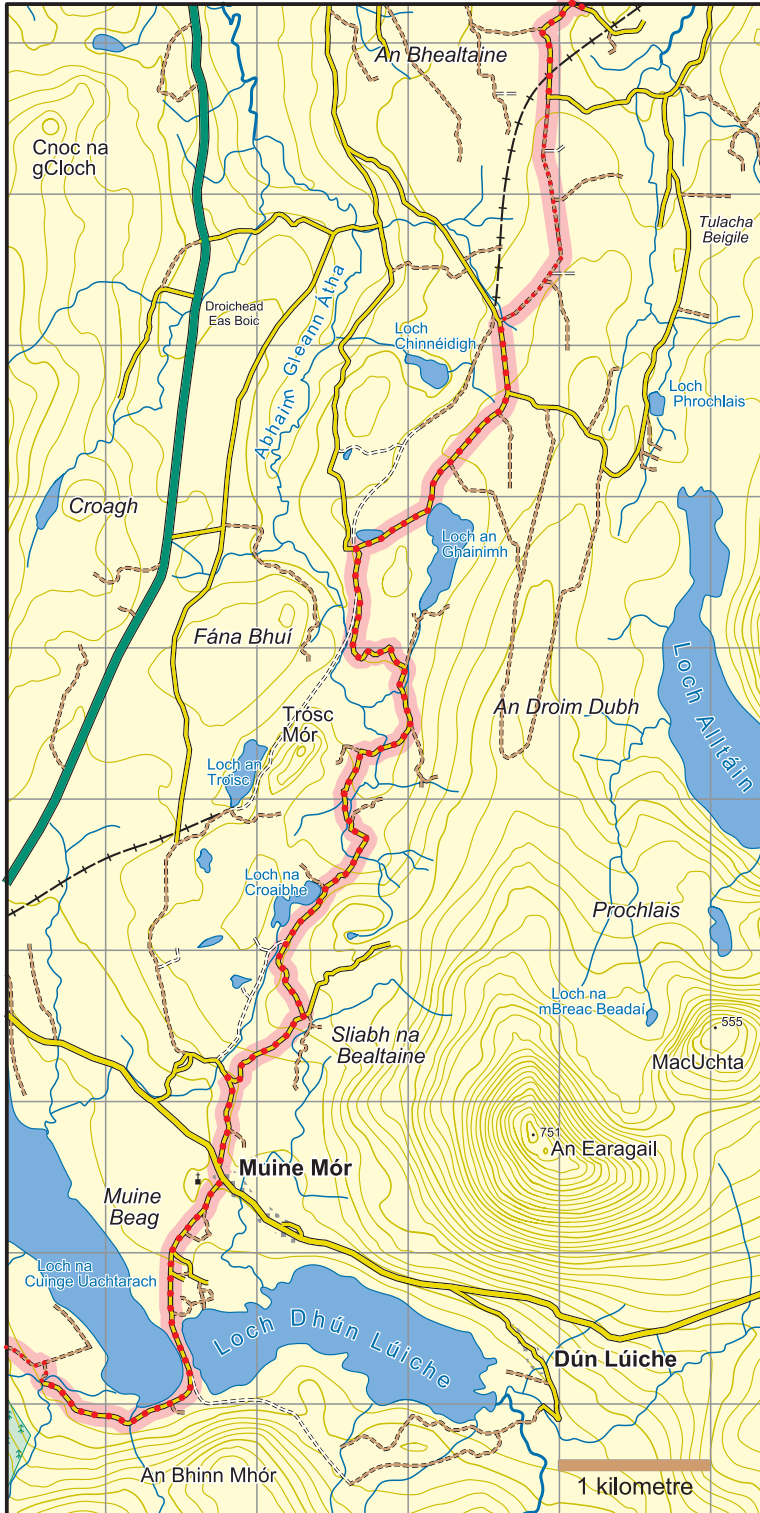 An Bhealtaine
Cnoc na
gCloch
Tulacha
Beigile
Droichead
Eas Boic
Abhainn Gleann Átha
Loch
Chinnéidigh
Loch
Phrochlais
Croagh
Loch an
Ghainimh
Fána Bhuí
Loch Alltáin
An Droim Dubh
Trosc
Mór
Loch an
Troisc
Loch na
Croaibhe
Prochlais
Loch na
mBreac Beadaí
555
MacUchta
Sliabh na
Bealtaine
751
An Earagail
Muine Mór
Muine
Beag
Loch na
Cuinge Uachtarach
Loch Dhún Lúiche
Dún Lúiche
An Bhinn Mhór
1 kilometre